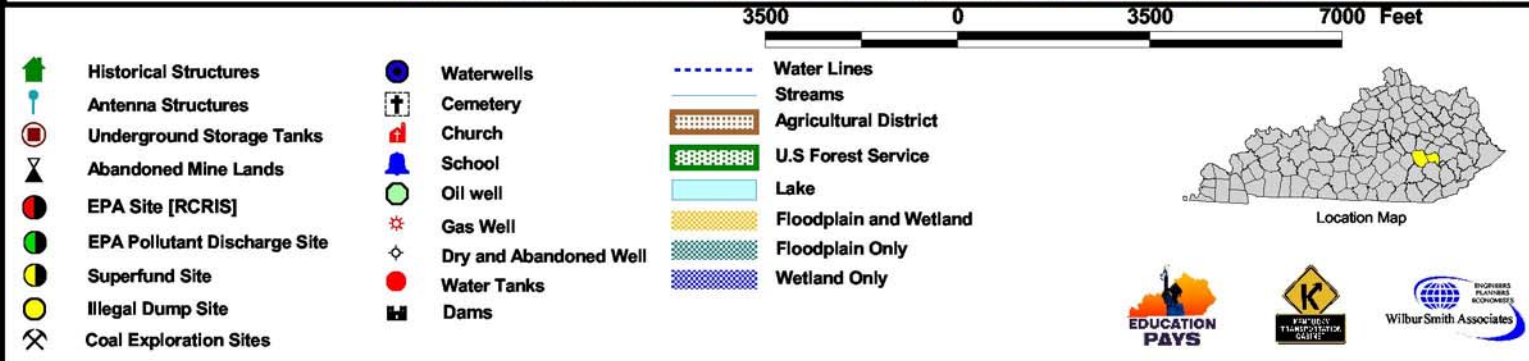 3500 0 3500 7000 Feet
Historical Structures
Antenna Structures
Underground Storage Tanks
Abandoned Mine Lands
EPA Site [RCRIS]
EPA Pollutant Discharge Site
Superfund Site
Illegal Dump Site
Coal Exploration Sites
Waterwells
Cemetery
Church
School
Oil well
Gas Well
Dry and Abandoned Well
Water Tanks
Dams
Water Lines
Streams
Agricultural District
U.S Forest Service
Lake
Floodplain and Wetland
Floodplain Only
Wetland Only
Location Map
EDUCATION
PAYS
K
KENTUCKY
TRANSPORTATION
CABINET
ENGINEERS
PLANNERS
ECONOMISTS
Wilbur Smith Associates